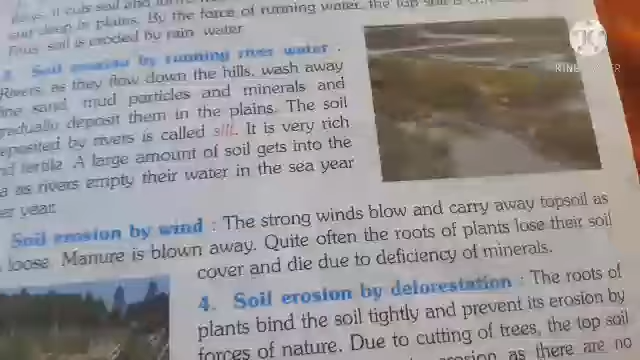 it cuts soil and
and deep in plains. By the force of running water, the top soil is
Thus soil is eroded by rain water
Soil erosion by running river water :
Rivers, as they flow down the hills, wash away
fine sand, mud particles and minerals and
gradually deposit them in the plains. The soil
deposited by rivers is called silt. It is very rich
nd fertile. A large amount of soil gets into the
a as rivers empty their water in the sea year
er year.
Soil erosion by wind : The strong winds blow and carry away topsoil as
loose. Manure is blown away. Quite often the roots of plants lose their soil
cover and die due to deficiency of minerals.
4. Soil erosion by deforestation : The roots of
plants bind the soil tightly and prevent its erosion by
forces of nature. Due to cutting of trees, the top soil
erosion as there are no